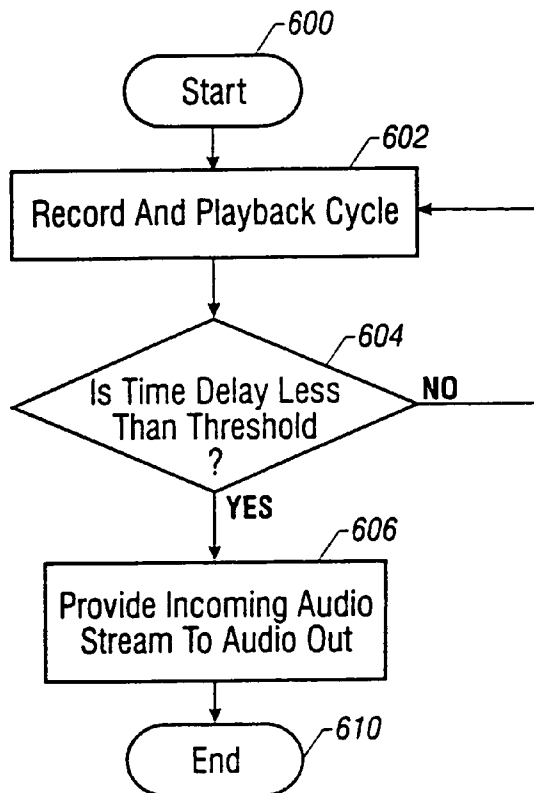 600
Start
602
Record And Playback Cycle
604
Is Time Delay Less
Than Threshold
?
NO
YES
606
Provide Incoming Audio
Stream To Audio Out
End
610